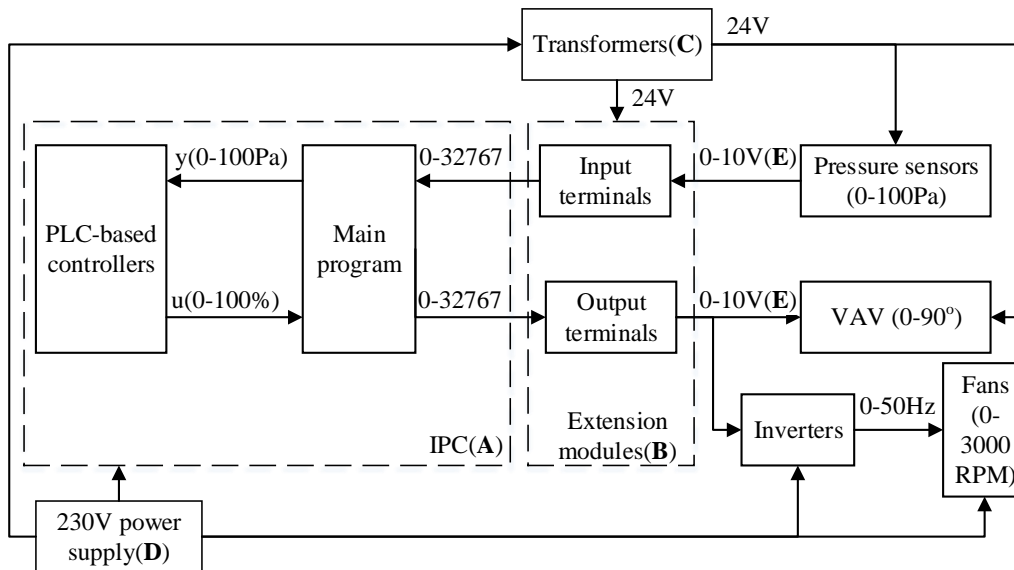 Transformers(C)
24V
24V
y(0-100Pa)
0-32767
Input
terminals
0-10V(E)
Pressure sensors
(0-100Pa)
PLC-based
controllers
Main
program
u(0-100%)
0-32767
Output
terminals
0-10V(E)
VAV (0-90°)
Extension
modules(B)
IPC(A)
Inverters
0-50Hz
Fans
(0-
3000
RPM)
230V power
supply(D)